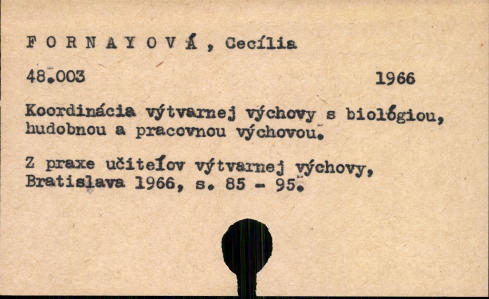 FORNAYOVÁ, Cecília
48.003 1966
Koordinácia výtvarnej výchovy s biológiou,
hudobnou a pracovnou výchovou.
Z praxe učiteľov výtvarnej výchovy,
Bratislava 1966, s. 85 - 95.